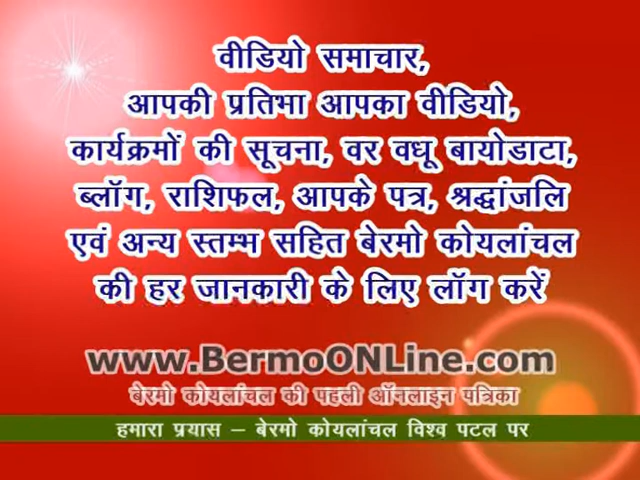 वीडियो समाचार,
आपकी प्रतिभा आपका वीडियो,
कार्यक्रमों की सूचना, वर वधू बायोडाटा,
ब्लॉग, राशिफल, आपके पत्र, श्रद्धांजलि
एवं अन्य स्तम्भ सहित बेरमो कोयलांचल
की हर जानकारी के लिए लॉग करें
www.BermoONLine.com
बेरमो कोयलांचल की पहली ऑनलाइन पत्रिका
हमारा प्रयास – बेरमो कोयलांचल विश्व पटल पर